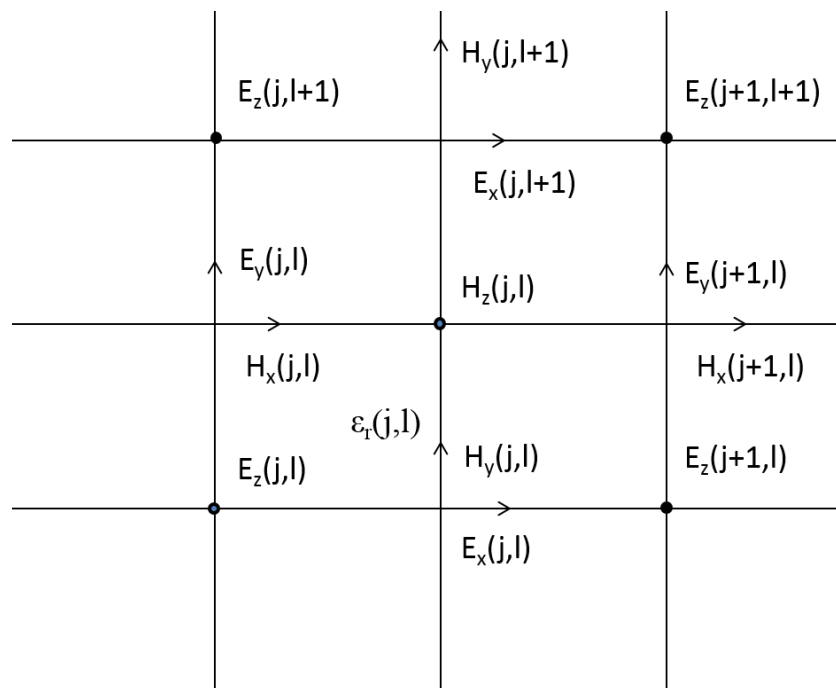 H_y(j,l+1)
E_z(j,l+1)
E_z(j+1,l+1)
E_x(j,l+1)
E_y(j,l)
H_z(j,l)
E_y(j+1,l)
H_x(j,l)
H_x(j+1,l)
ε_r(j,l)
E_z(j,l)
H_y(j,l)
E_z(j+1,l)
E_x(j,l)